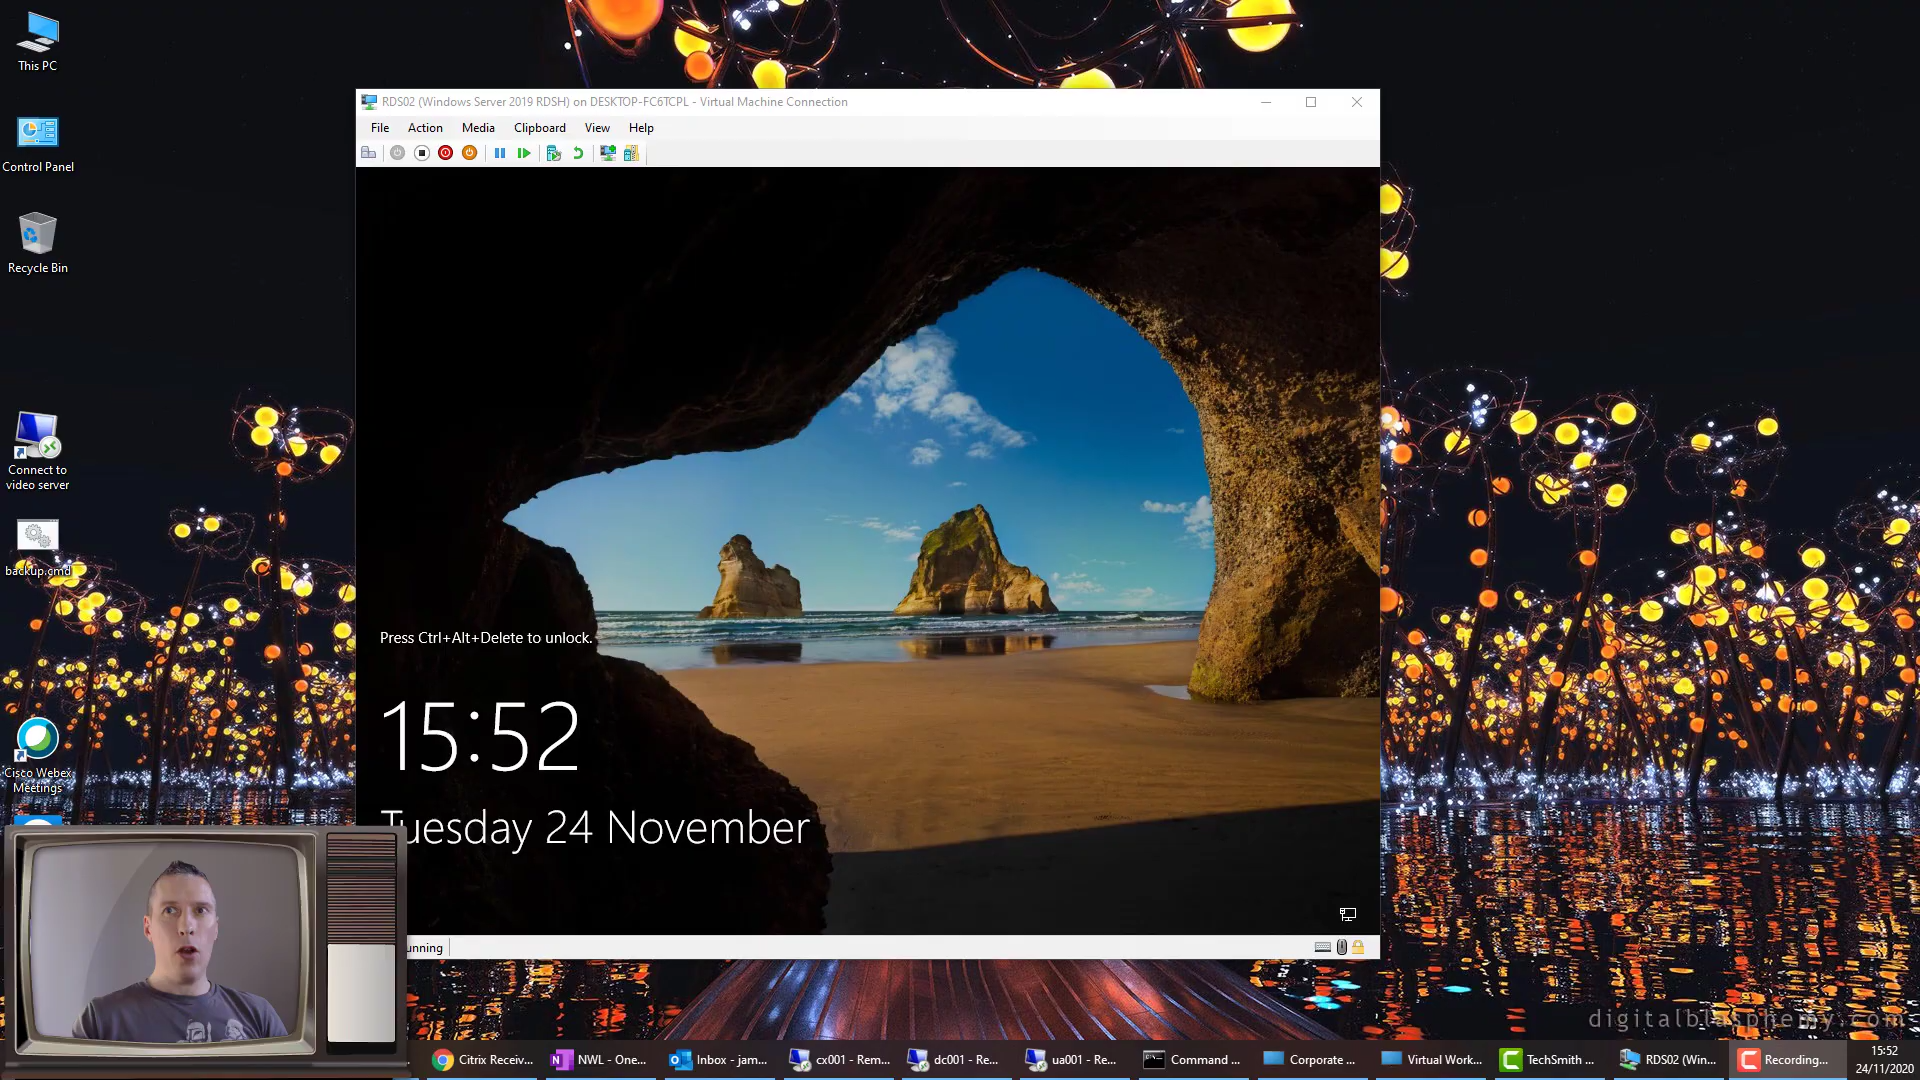 This PC
Control Panel
Recycle Bin
Connect to
video server
backup.cmd
Cisco Webex
Meetings
RDS02 (Windows Server 2019 RDSH) on DESKTOP-FC6TCPL - Virtual Machine Connection
File Action Media Clipboard View Help
Press Ctrl+Alt+Delete to unlock.
15:52
Tuesday 24 November
unning
digitalblasphemy.com
Citrix Receiv...
NWL - One...
Inbox - jam...
cx001 - Rem...
dc001 - Re...
ua001 - Re...
Command ...
Corporate ...
Virtual Work...
TechSmith ...
RDS02 (Win...
Recording...
15:52
24/11/2020